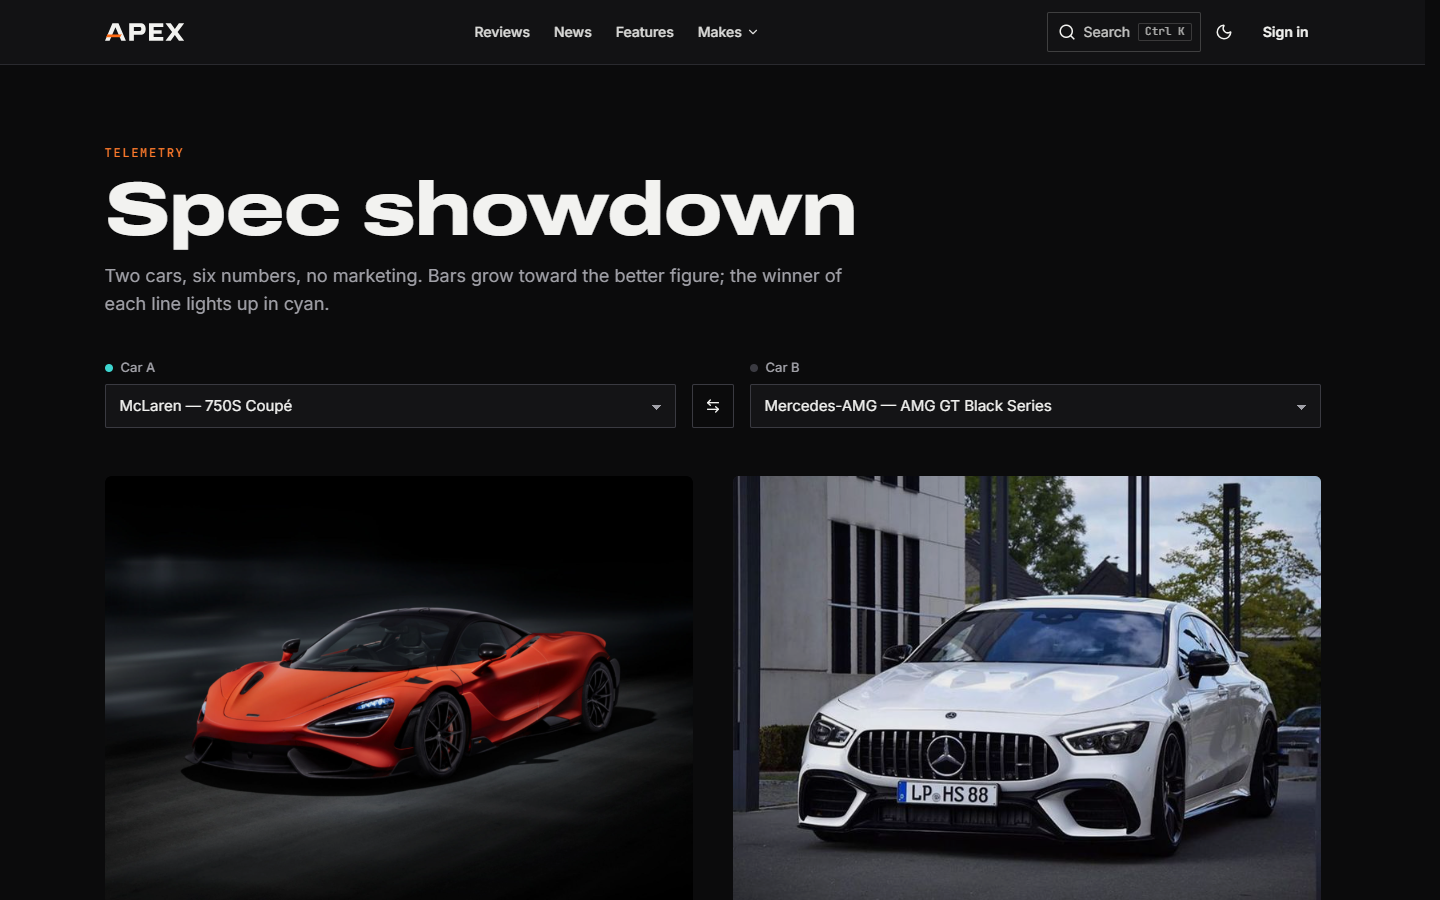 APEX
Reviews
News
Features
Makes
Search
Ctrl K
Sign in
TELEMETRY
Spec showdown
Two cars, six numbers, no marketing. Bars grow toward the better figure; the winner of
each line lights up in cyan.
Car A
McLaren — 750S Coupé
Car B
Mercedes-AMG — AMG GT Black Series
LP HS 88